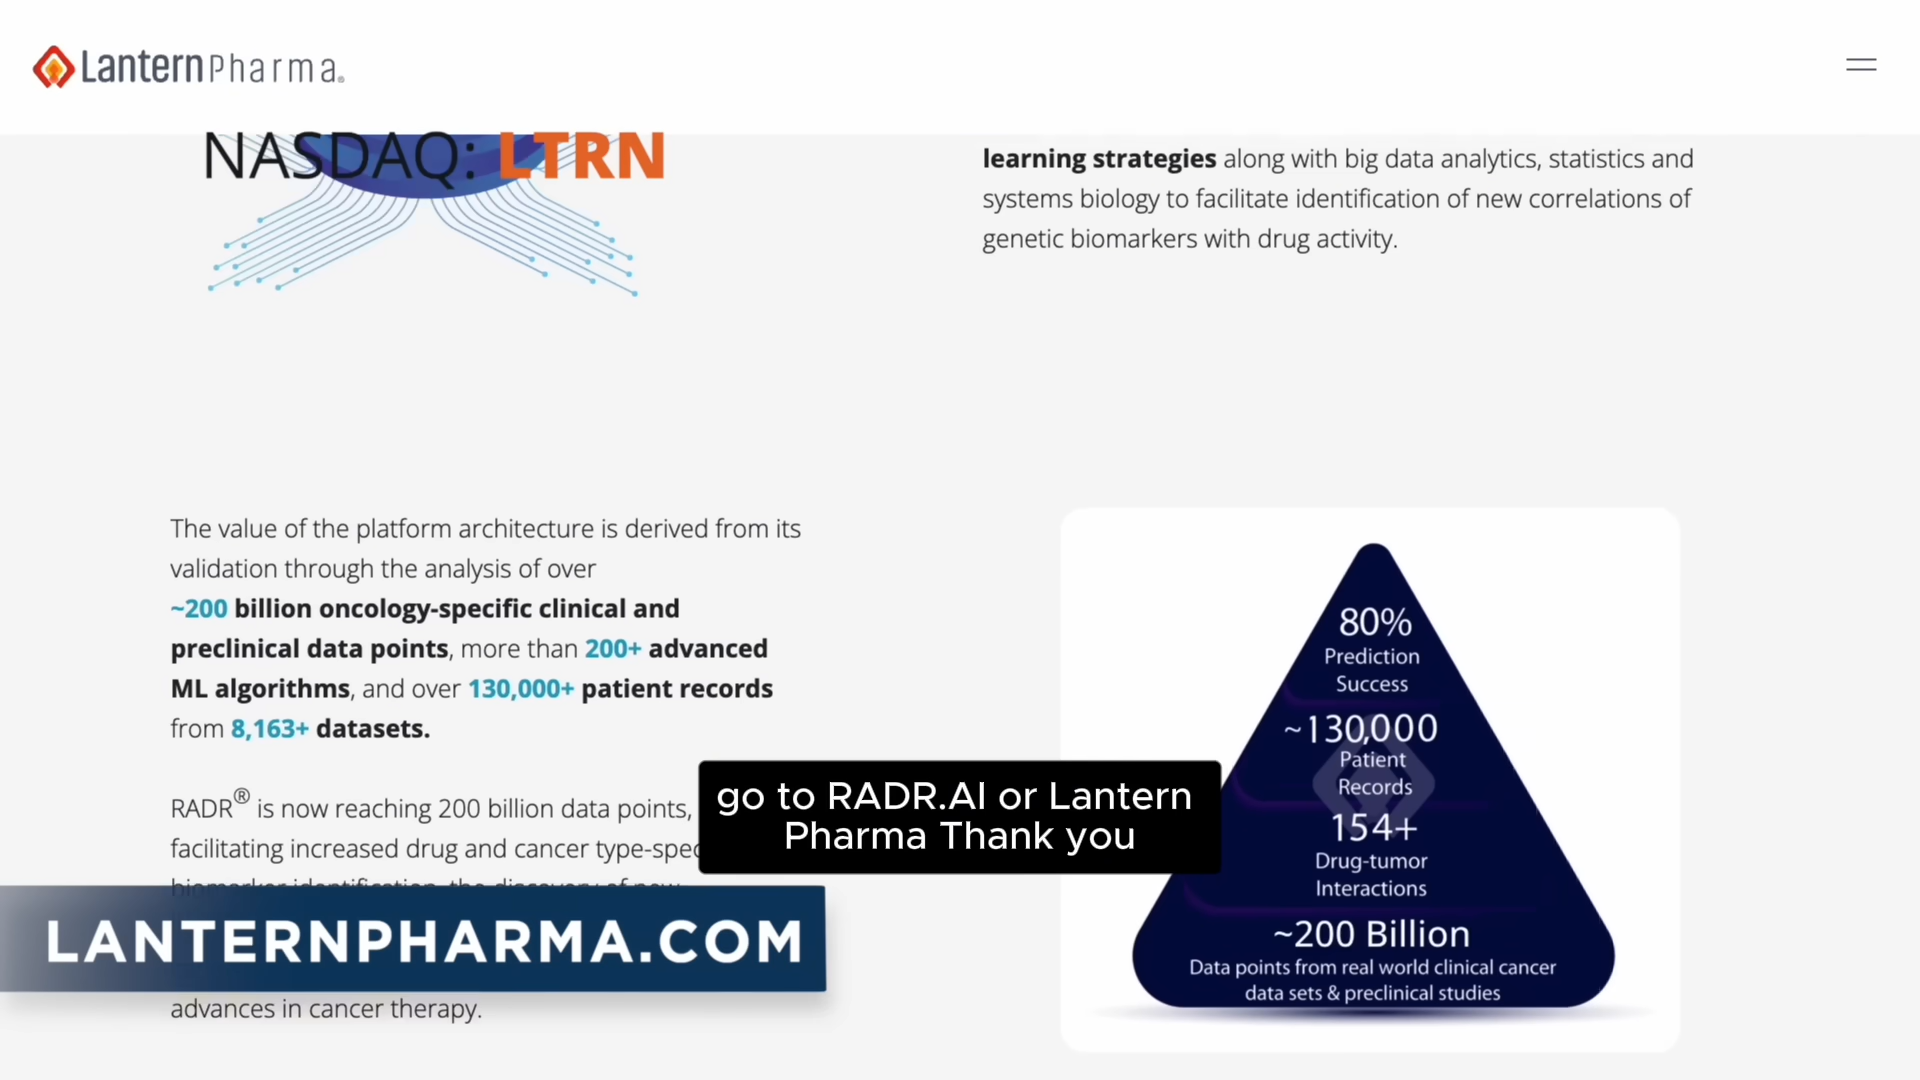 LanternPharma®
NASDAQ: LTRN
learning strategies along with big data analytics, statistics and
systems biology to facilitate identification of new correlations of
genetic biomarkers with drug activity.
The value of the platform architecture is derived from its
validation through the analysis of over
~200 billion oncology-specific clinical and
preclinical data points, more than 200+ advanced
ML algorithms, and over 130,000+ patient records
from 8,163+ datasets.
RADR® is now reaching 200 billion data points,
facilitating increased drug and cancer
biomarker identification, the discovery of new
advances in cancer therapy.
80%
Prediction
Success
~130,000
Patient
Records
154+
Drug-tumor
Interactions
~200 Billion
Data points from real world clinical cancer
data sets & preclinical studies
go to RADR.AI or Lantern
Pharma Thank you
LANTERNPHARMA.COM